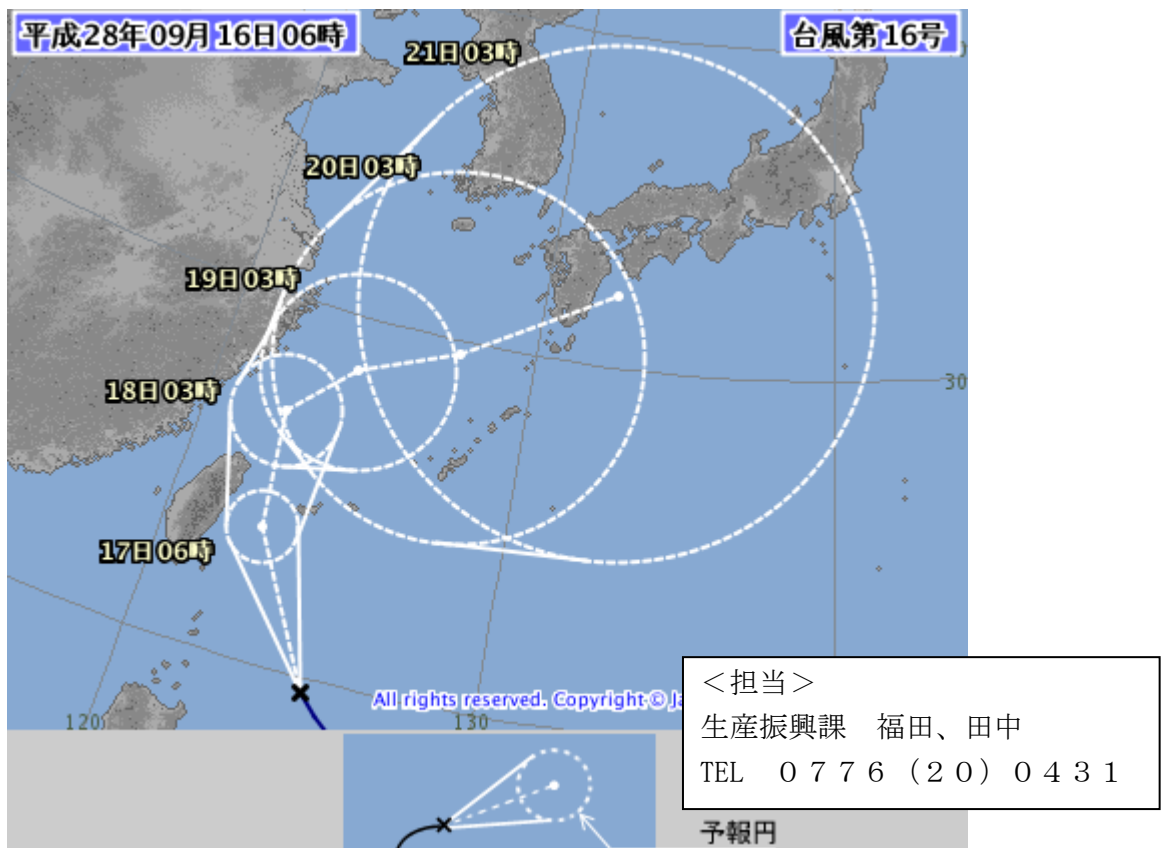 平成28年09月16日06時
台風第16号
21日03時
20日03時
19日03時
18日03時
17日06時
30
120
130
All rights reserved. Copyright ©
＜担当＞
生産振興課　福田、田中
TEL　０７７６（２０）０４３１
予報円